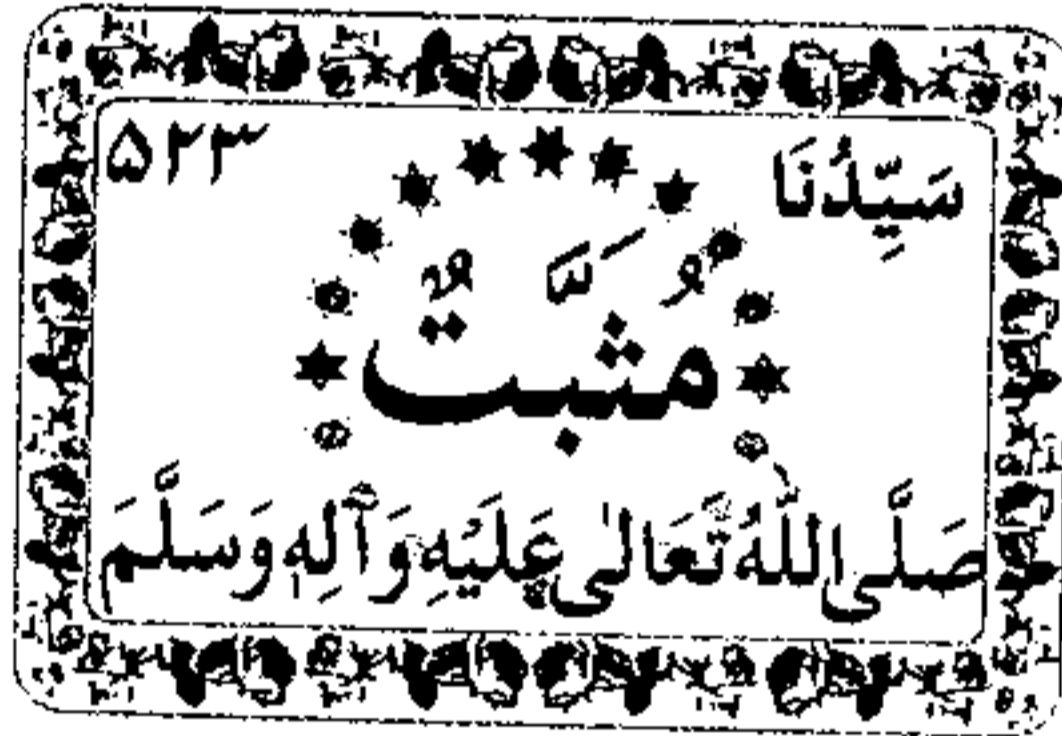 سَيِّدُنَا ۵۲۳
مُثَبَّتٌ
صَلَّى اللّٰهُ تَعَالٰى عَلَيْهِ وَآلِهٖ وَسَلَّمَ